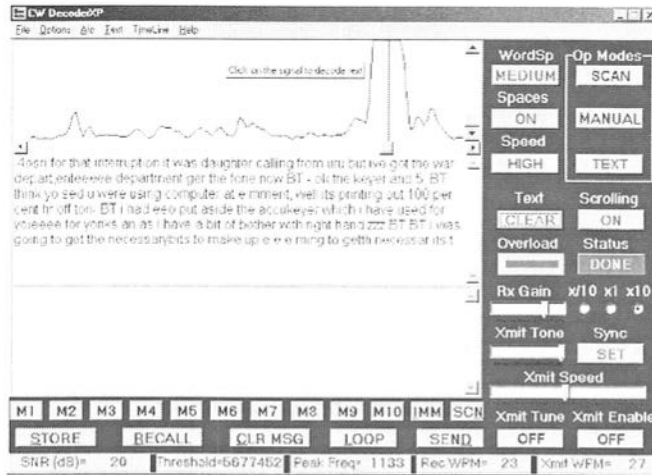 CW Decoder XP
File Options A/c Text TimeLine Help
Click on the signal to decode text
for that interruption it was daughter calling from uru but ive got the war
depart,enteeeee department ger the fone now BT - ok the keyer and 5 BT
think yo sed u were using computer at e mment, well its printing out 100 per
cent hr off ton- BT i had eeo put aside the accukeyer which i have used for
yoieeee for yonks an as i have a bit of bother with right hand zzz BT BT i was
going to get the necessarybits to make up e e e ming to getth necessar its t
WordSp
MEDIUM
Spaces
ON
Speed
HIGH
Op Modes
SCAN
MANUAL
TEXT
Text
CLEAR
Scrolling
ON
Overload
Status
DONE
Rx Gain x/10 x1 x10
Xmit Tone
Sync
SET
Xmit Speed
Xmit Tune Xmit Enable
OFF OFF
M1 M2 M3 M4 M5 M6 M7 M8 M9 M10 IMM SCN
STORE RECALL CLR MSG LOOP SEND
SNR (dB)= 20 Threshold=5677452 Peak Freq= 1133 Rec WPM= 23 Xmit WPM= 27